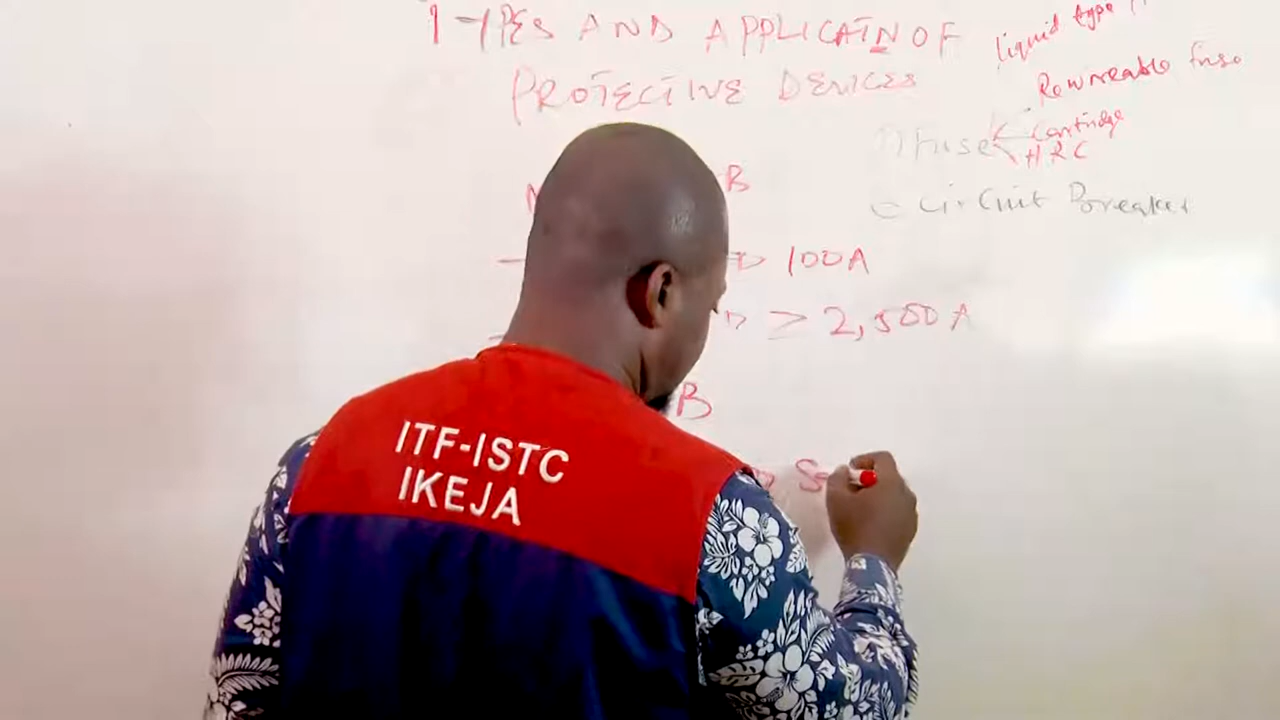 TYPES AND APPLICATN OF
PROTECTIVE DEVICES
liquid type
Rewireable fuse
Cartridge
Fuse
HRC
Circuit Breaker
B
100A
> 2,500A
B
ITF-ISTC
IKEJA